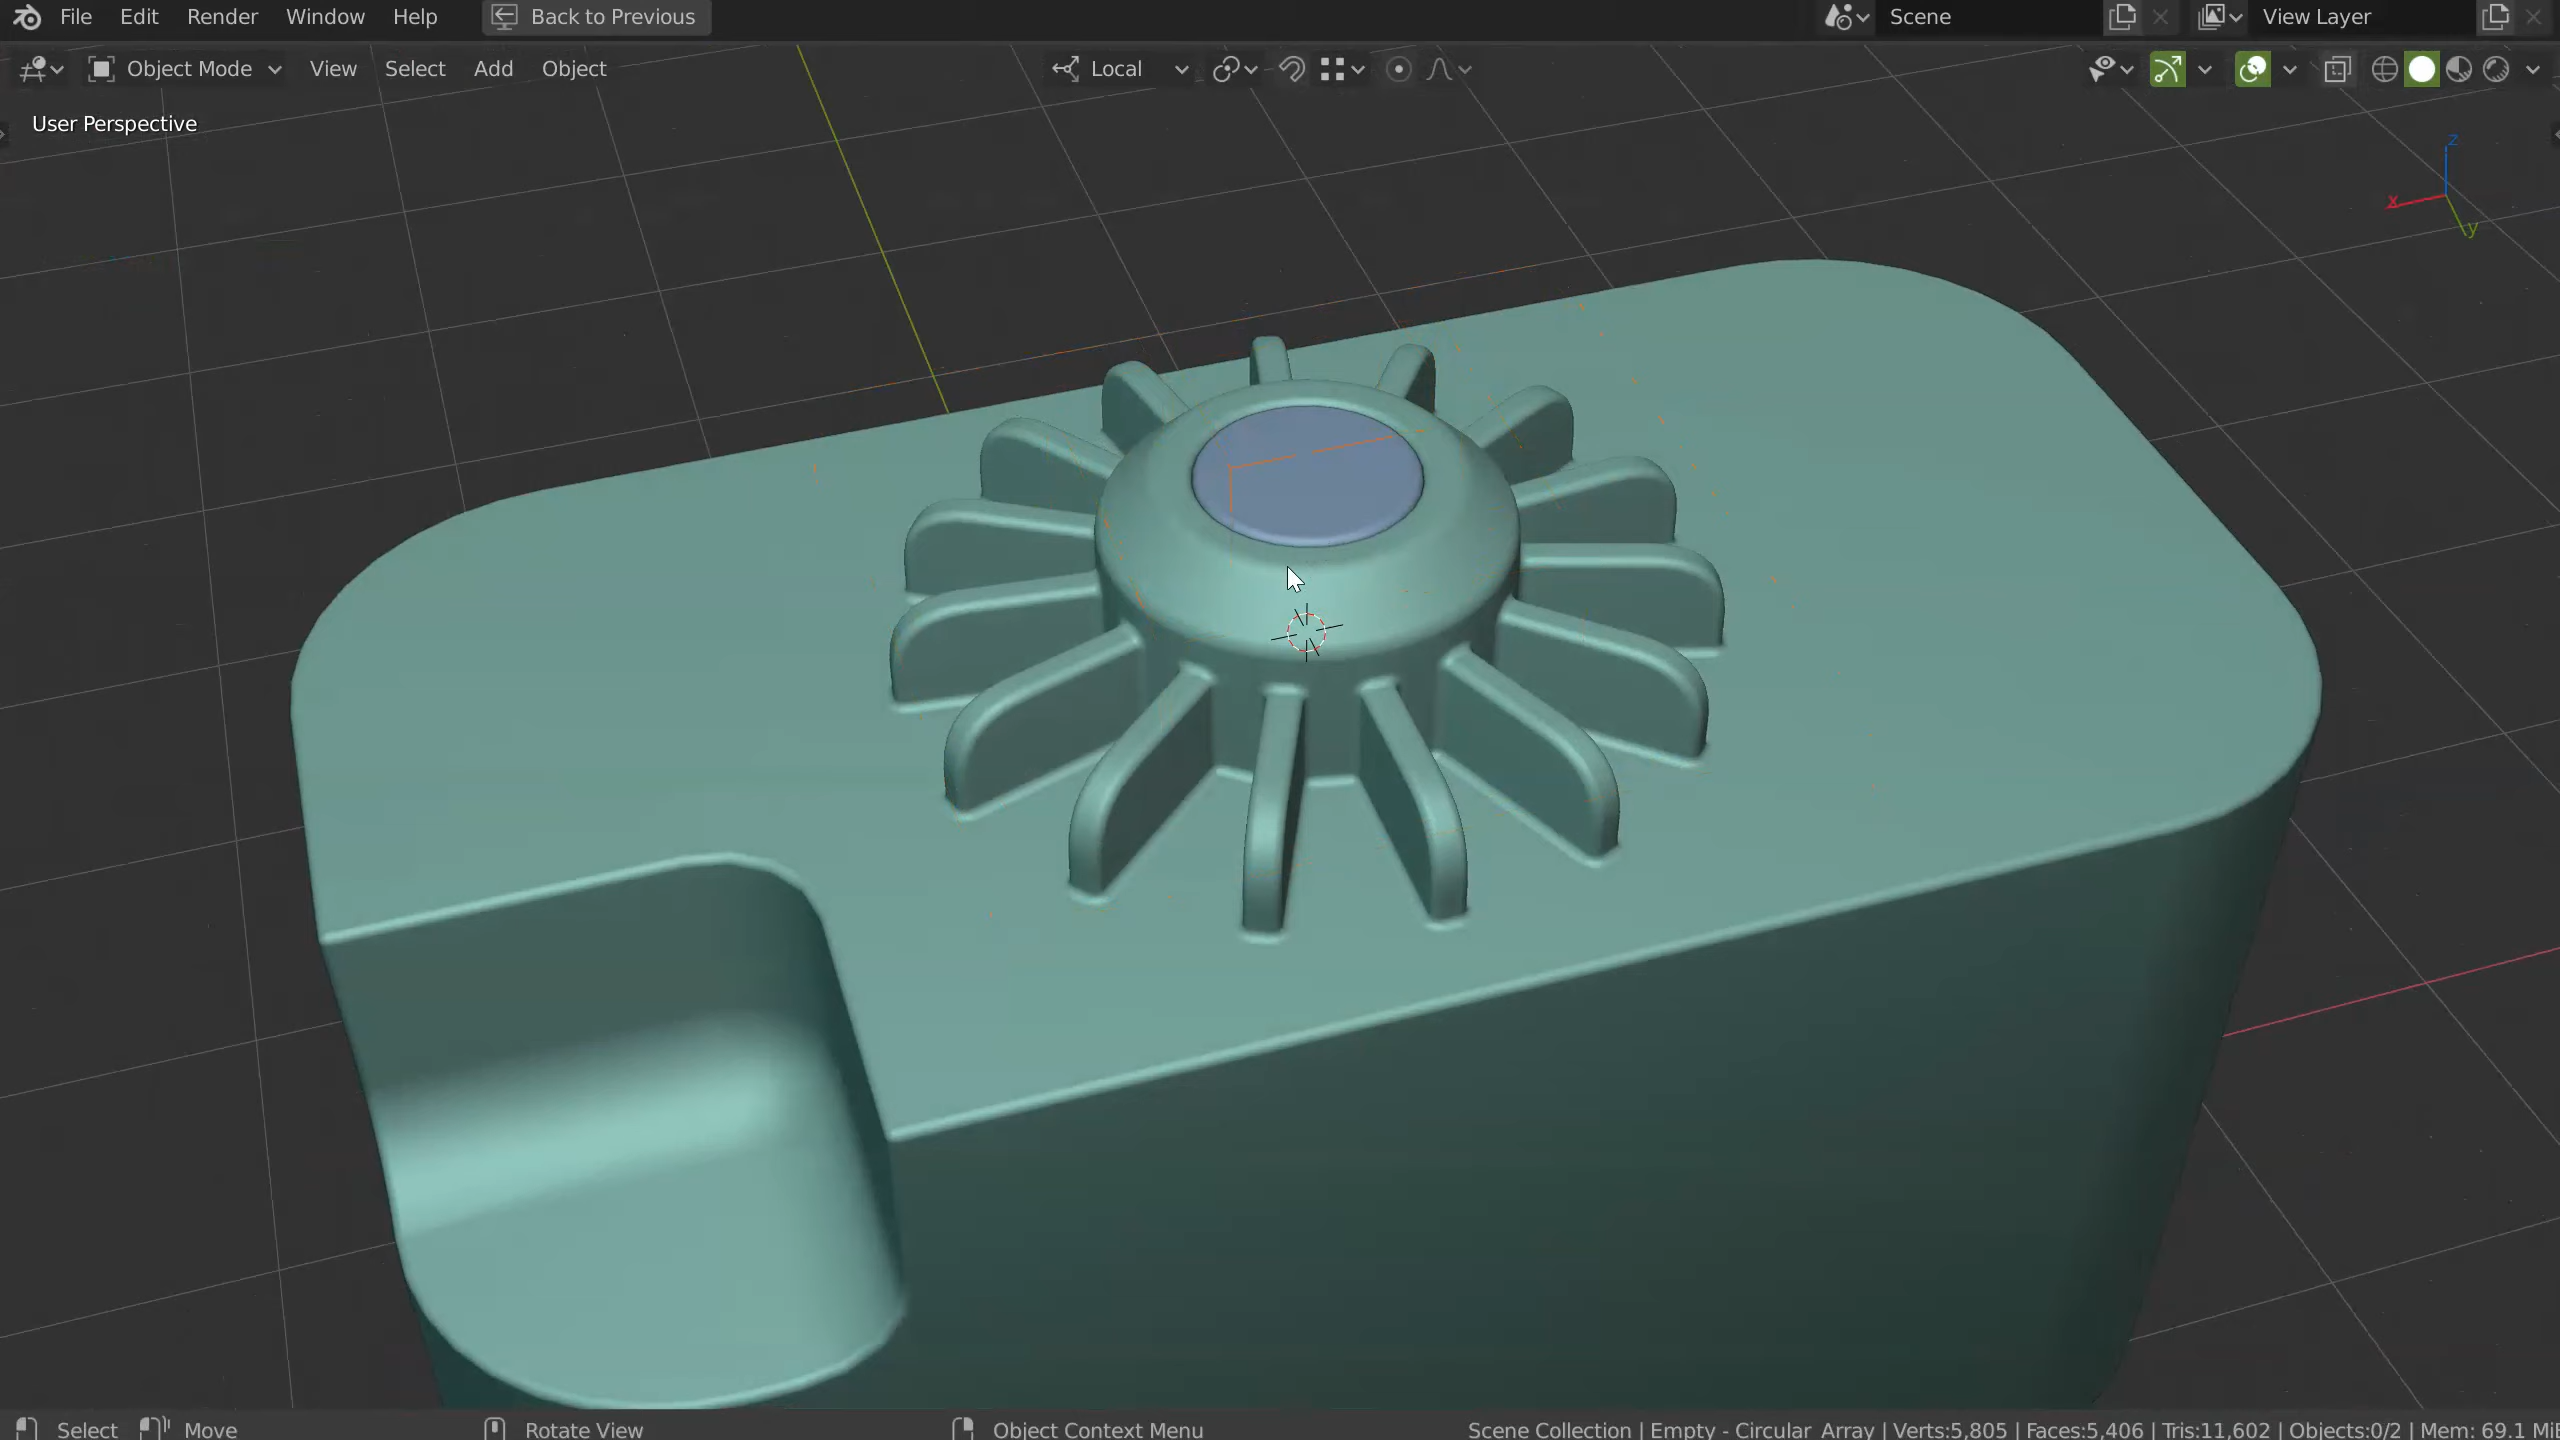 File Edit Render Window Help Back to Previous Scene View Layer
Object Mode View Select Add Object Local
User Perspective
z
x
y
Select Move Rotate View Object Context Menu Scene Collection | Empty - Circular Array | Verts:5,805 | Faces:5,406 | Tris:11,602 | Objects:0/2 | Mem: 69.1 MiB